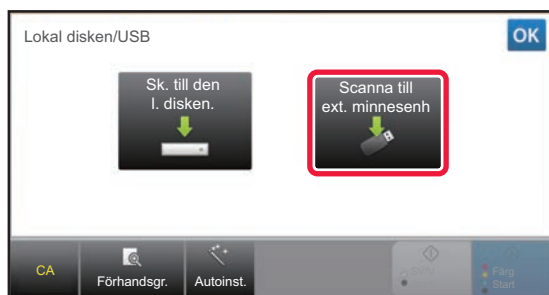 Lokal disken/USB
OK
Sk. till den
l. disken.
Scanna till
ext. minnesenh
CA
Förhandsgr.
Autoinst.
S/W
Färg
Start